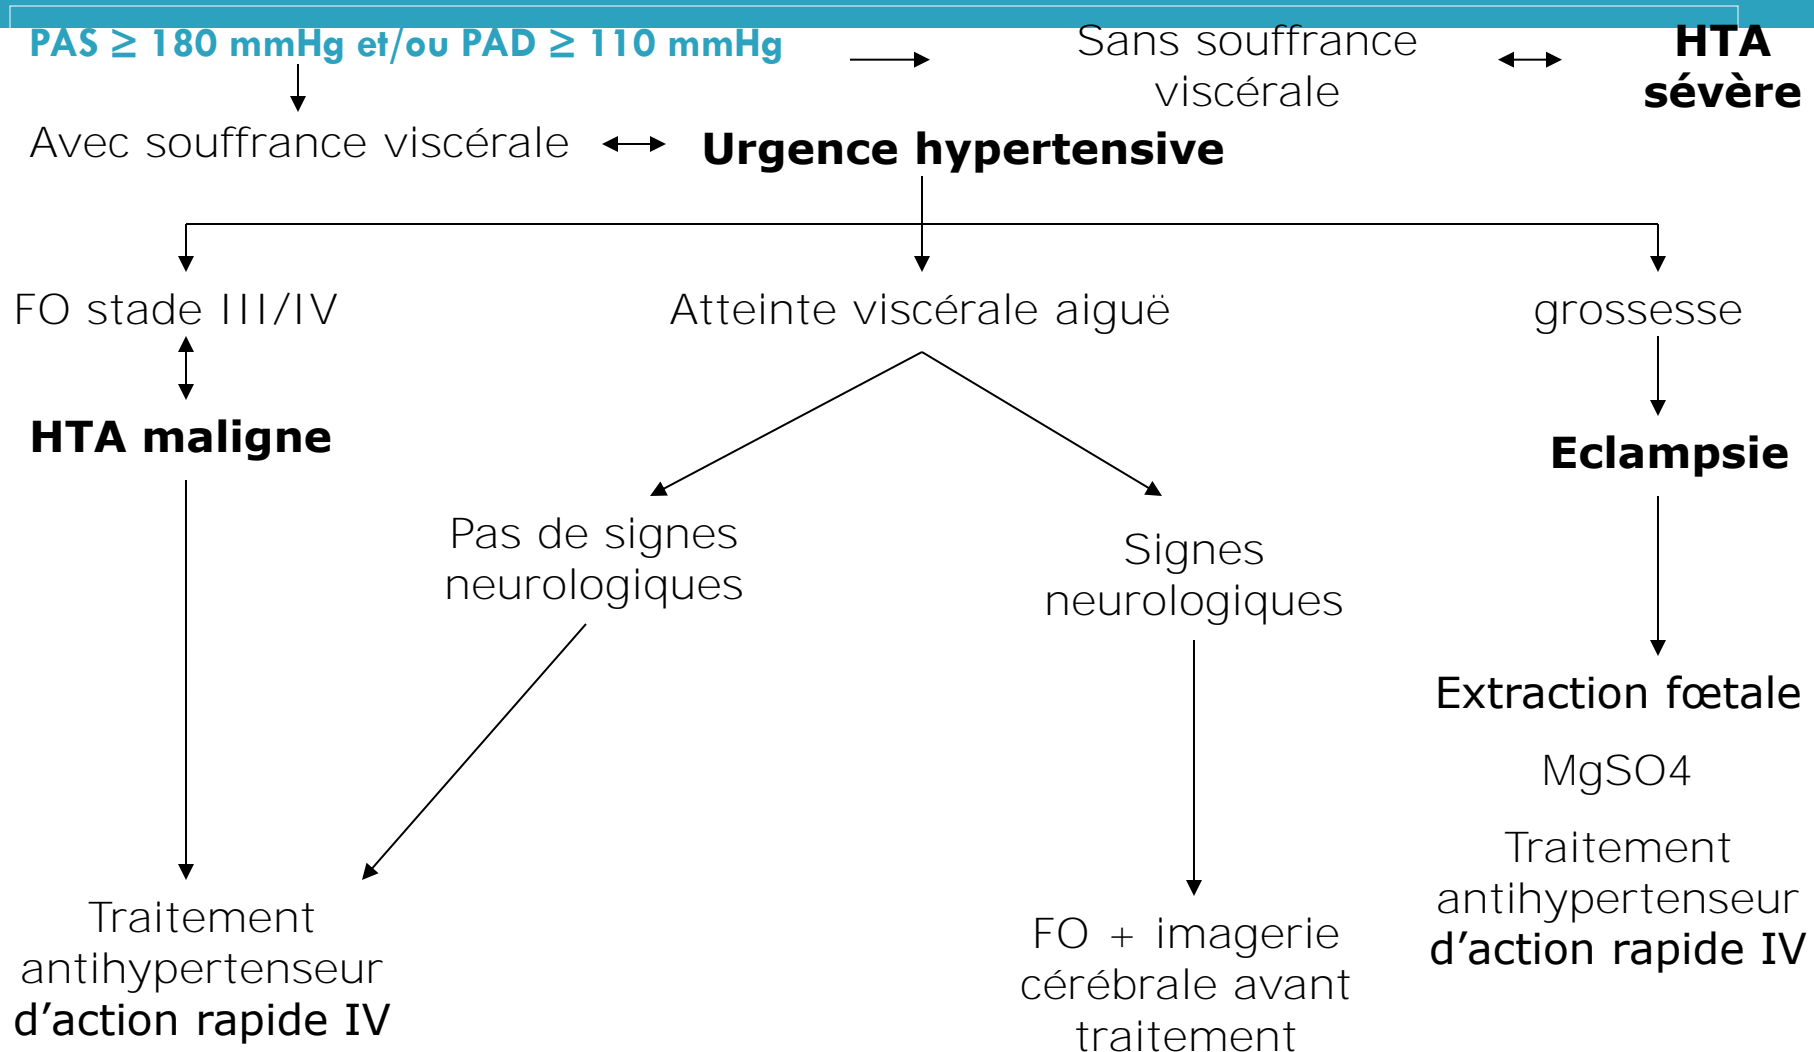 PAS ≥ 180 mmHg et/ou PAD ≥ 110 mmHg
Sans souffrance
viscérale
HTA
sévère
Avec souffrance viscérale
Urgence hypertensive
FO stade III/IV
Atteinte viscérale aiguë
grossesse
HTA maligne
Eclampsie
Pas de signes
neurologiques
Signes
neurologiques
Extraction fœtale
MgSO4
Traitement
antihypertenseur
d’action rapide IV
Traitement
antihypertenseur
d’action rapide IV
FO + imagerie
cérébrale avant
traitement